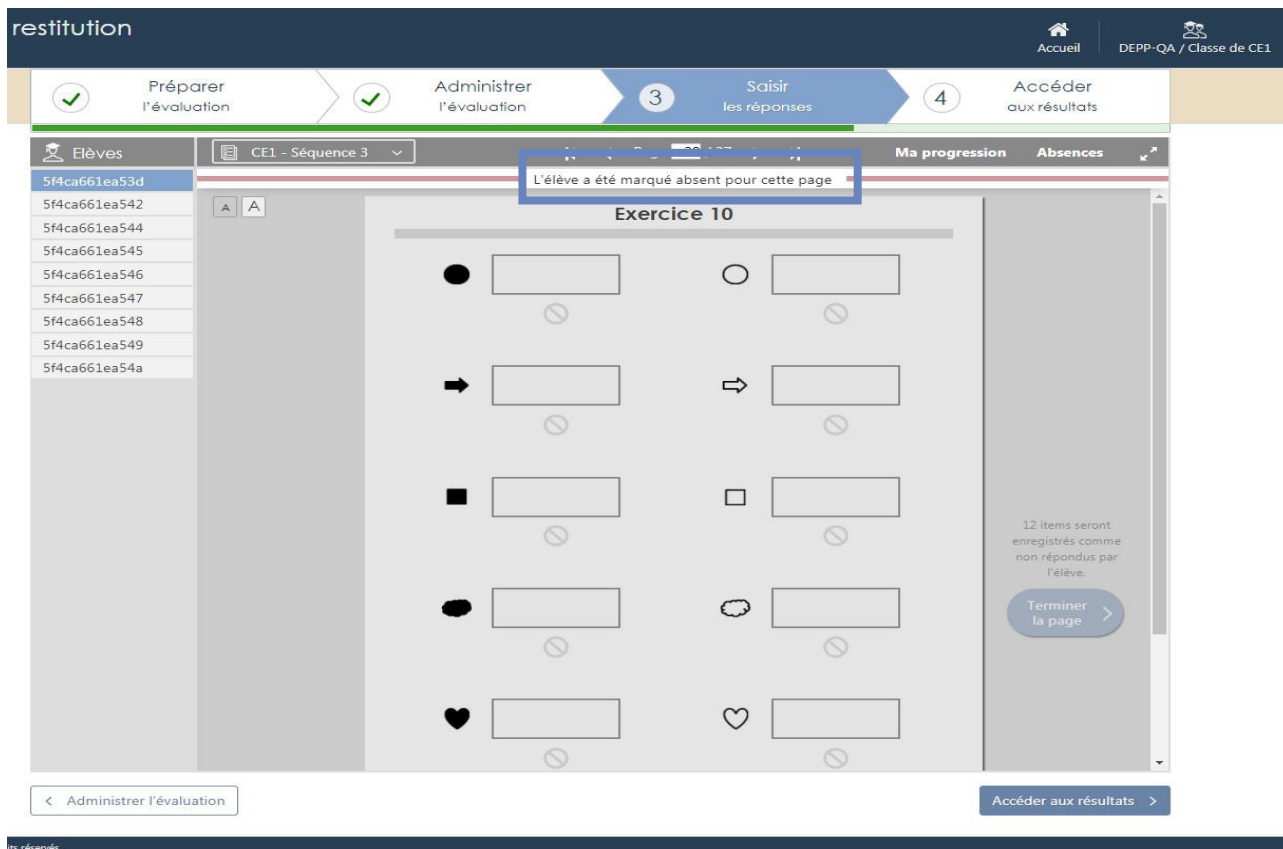 restitution
Accueil
DEPP-QA / Classe de CE1
Préparer
l'évaluation
Administrer
l'évaluation
3
Saisir
les réponses
4
Accéder
aux résultats
Elèves
CE1 - Séquence 3
Ma progression
Absences
5f4ca661ea53d
L'élève a été marqué absent pour cette page
5f4ca661ea542
A A
Exercice 10
5f4ca661ea544
5f4ca661ea545
5f4ca661ea546
5f4ca661ea547
5f4ca661ea548
5f4ca661ea549
5f4ca661ea54a
12 items seront
enregistrés comme
non répondus par
l'élève.
Terminer
la page
Administrer l'évaluation
Accéder aux résultats
réservés